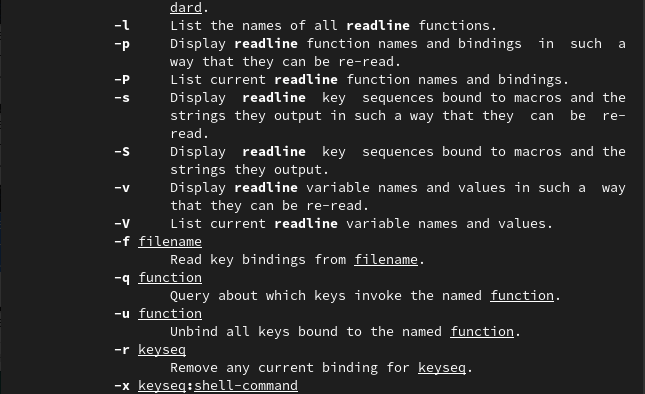 dard.
-l List the names of all readline functions.
-p Display readline function names and bindings in such a
way that they can be re-read.
-P List current readline function names and bindings.
-s Display readline key sequences bound to macros and the
strings they output in such a way that they can be re-
read.
-S Display readline key sequences bound to macros and the
strings they output.
-v Display readline variable names and values in such a way
that they can be re-read.
-V List current readline variable names and values.
-f filename
Read key bindings from filename.
-q function
Query about which keys invoke the named function.
-u function
Unbind all keys bound to the named function.
-r keyseq
Remove any current binding for keyseq.
-x keyseq:shell-command